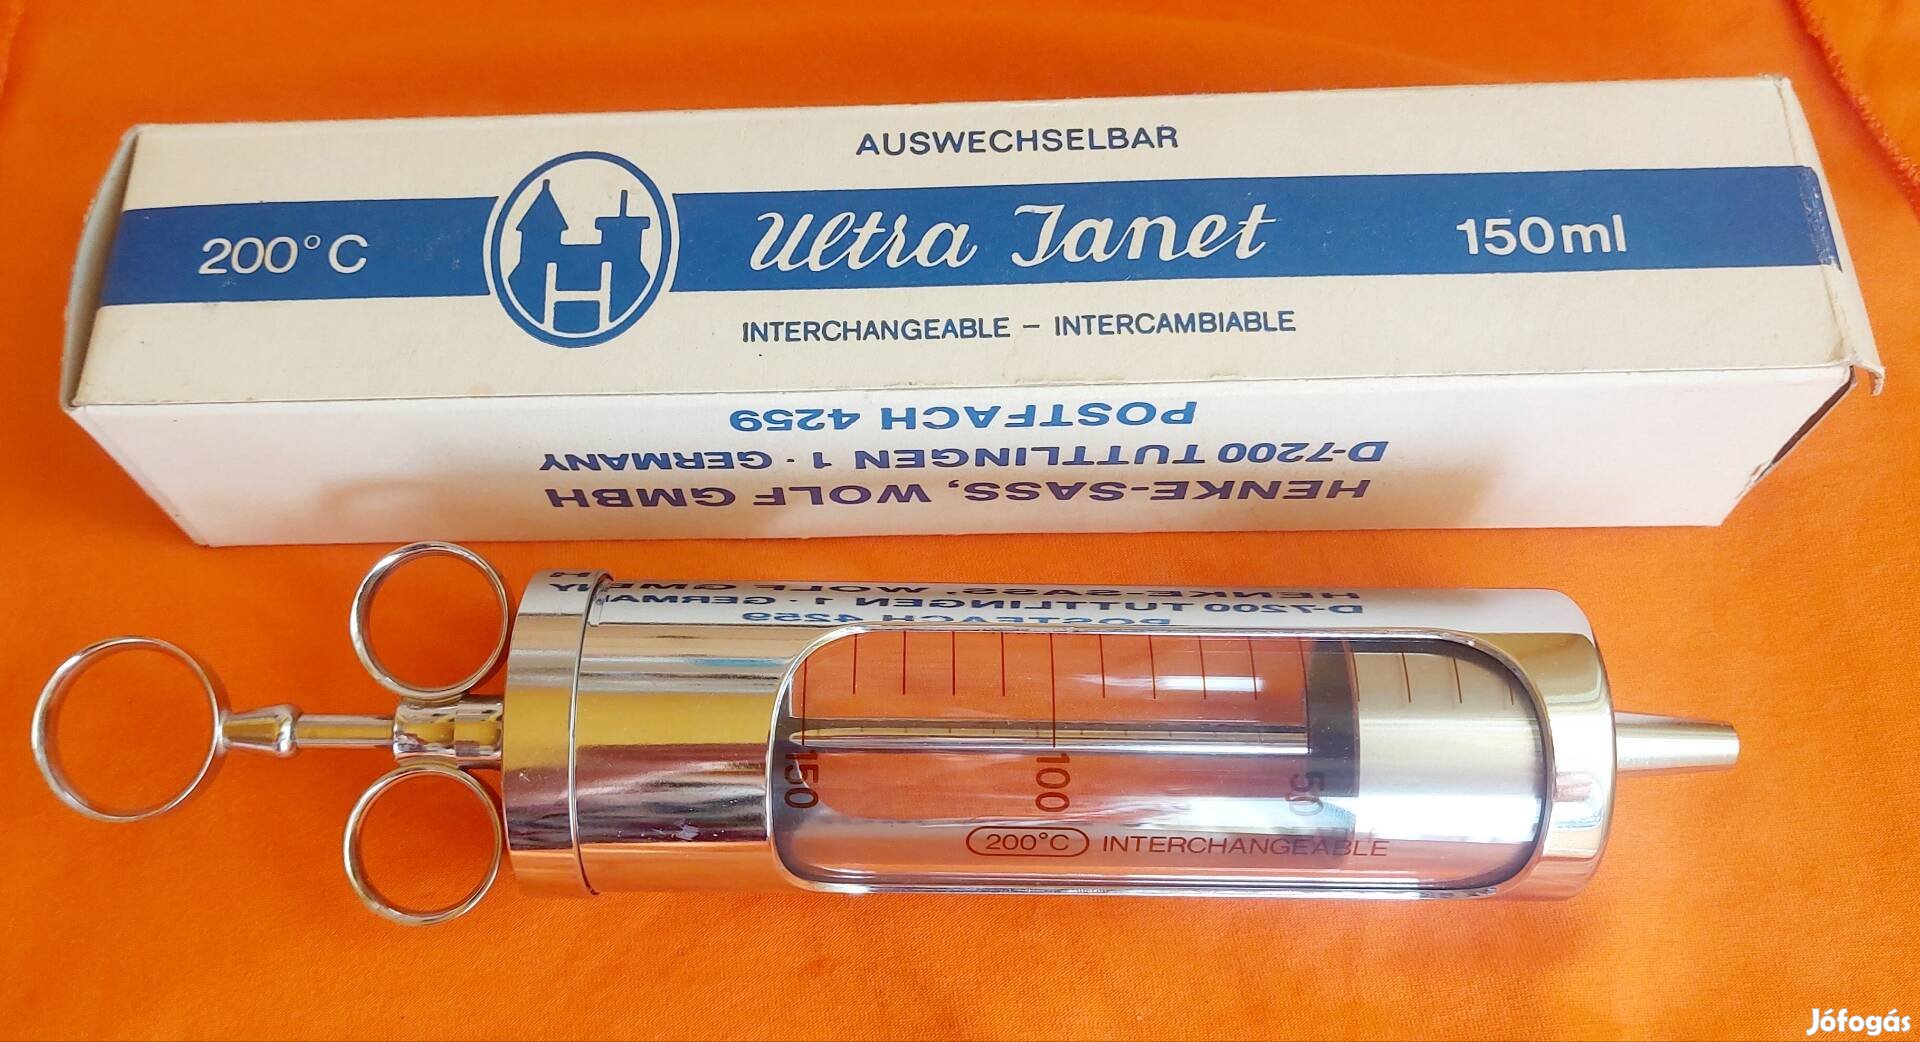 AUSWECHSELBAR
200°C Ultra Janet 150ml
INTERCHANGEABLE – INTERCAMBIABLE
HENKE-SASS, WOLF GMBH
D-7200 TUTTLINGEN 1 · GERMANY
POSTFACH 4259
150 100 50
200°C INTERCHANGEABLE
Jófogás